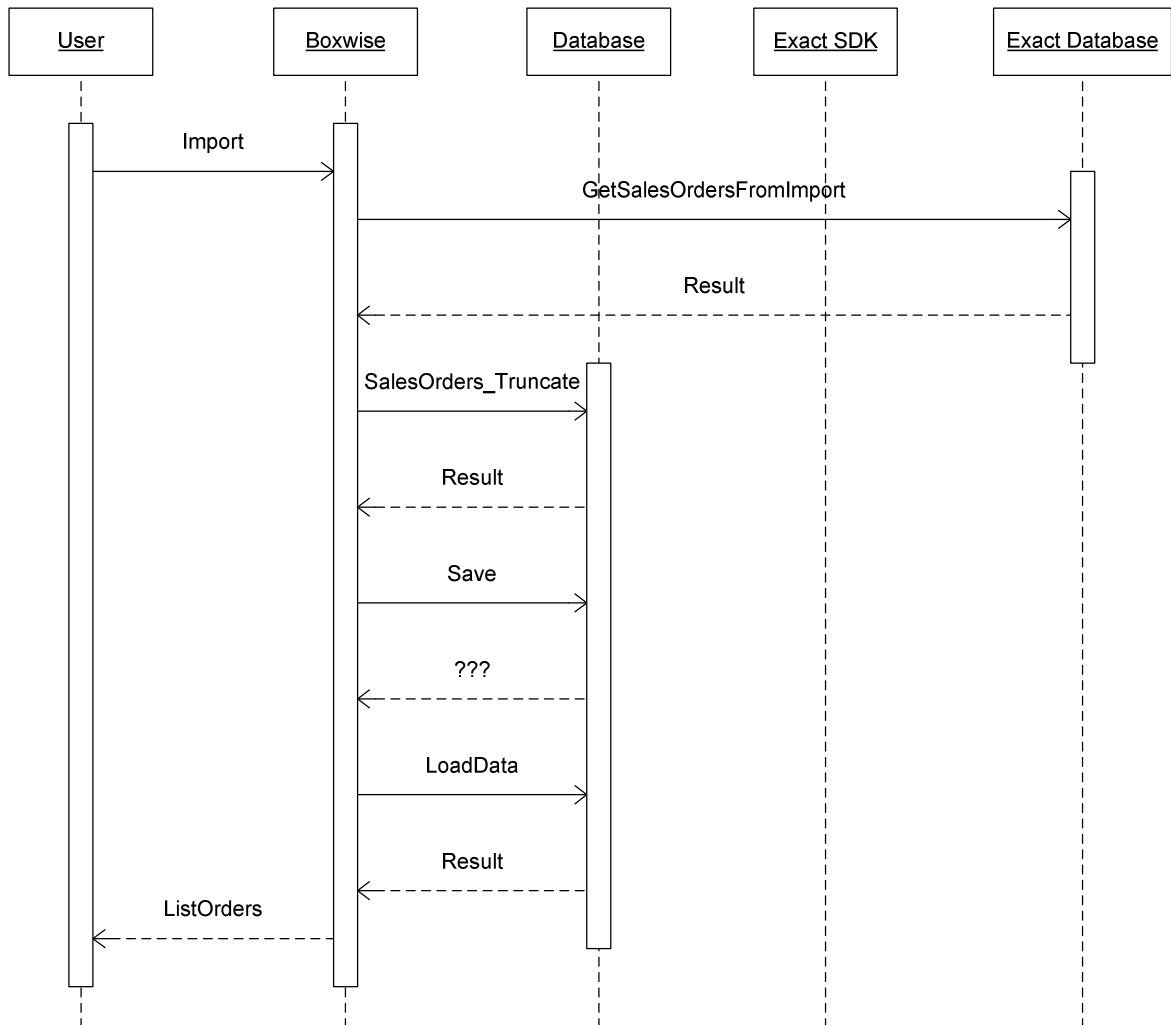 User
Boxwise
Database
Exact SDK
Exact Database
Import
GetSalesOrdersFromImport
Result
SalesOrders_Truncate
Result
Save
???
LoadData
Result
ListOrders